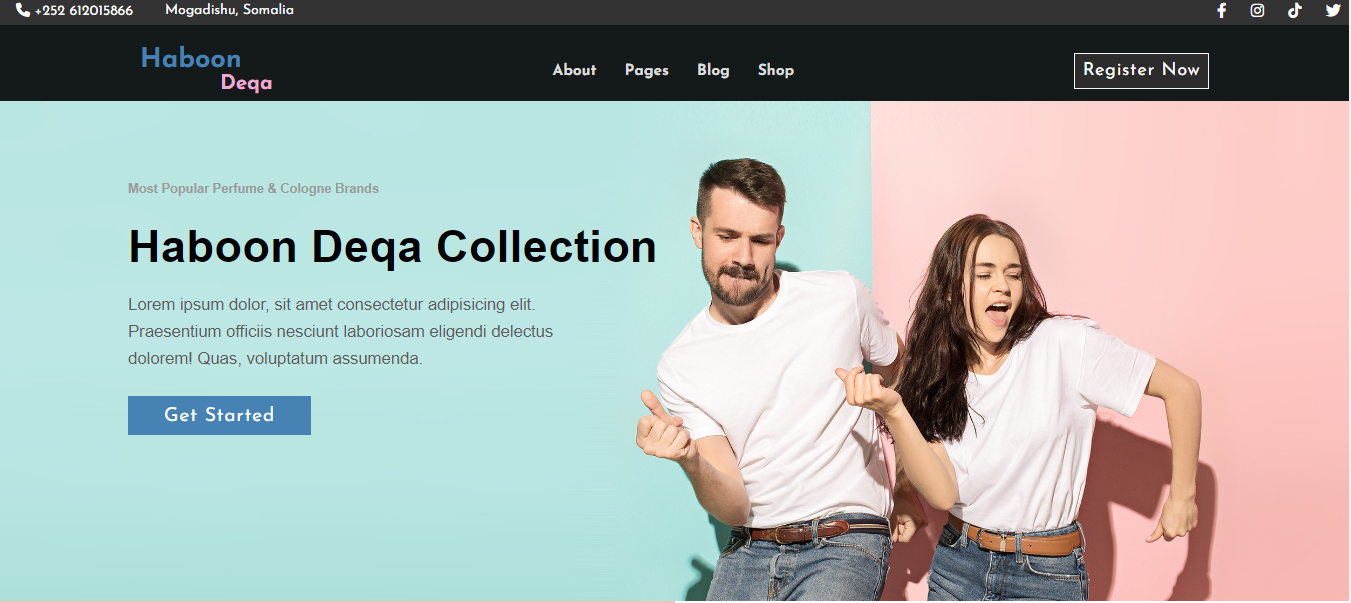 +252 612015866 Mogadishu, Somalia
Haboon
Deqa
About Pages Blog Shop
Register Now
Most Popular Perfume & Cologne Brands
Haboon Deqa Collection
Lorem ipsum dolor, sit amet consectetur adipisicing elit.
Praesentium officiis nesciunt laboriosam eligendi delectus
dolorem! Quas, voluptatum assumenda.
Get Started